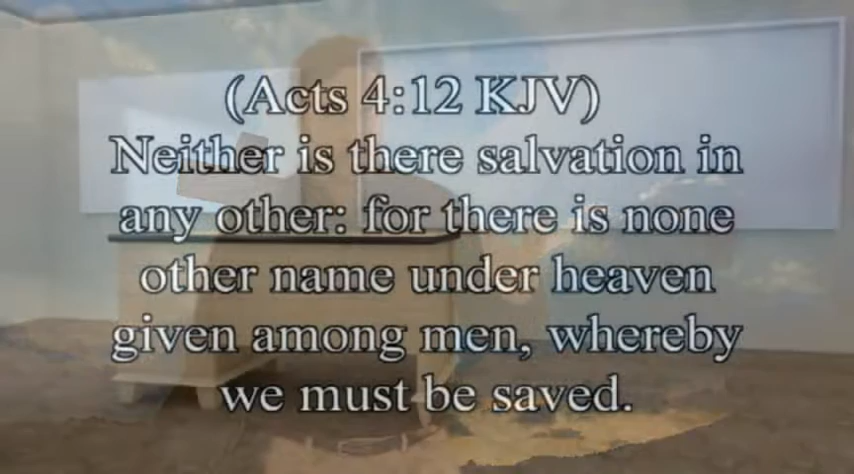 (Acts 4:12 KJV)
Neither is there salvation in
any other: for there is none
other name under heaven
given among men, whereby
we must be saved.